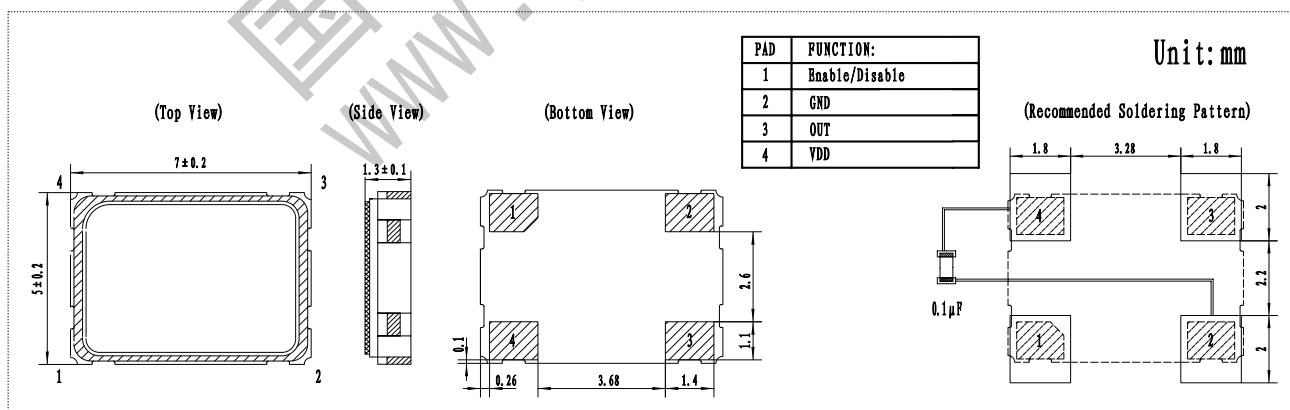 国
www.
PAD FUNCTION:
1 Enable/Disable
2 GND
3 OUT
4 VDD
Unit:mm
(Top View)
(Side View)
(Bottom View)
(Recommended Soldering Pattern)
7±0.2
5±0.2
4
3
1
2
1.3±0.1
1
2
4
3
2.6
1.1
0.1
0.26
3.68
1.4
1.8
3.28
1.8
4
3
1
2
2
2.2
2
0.1μF